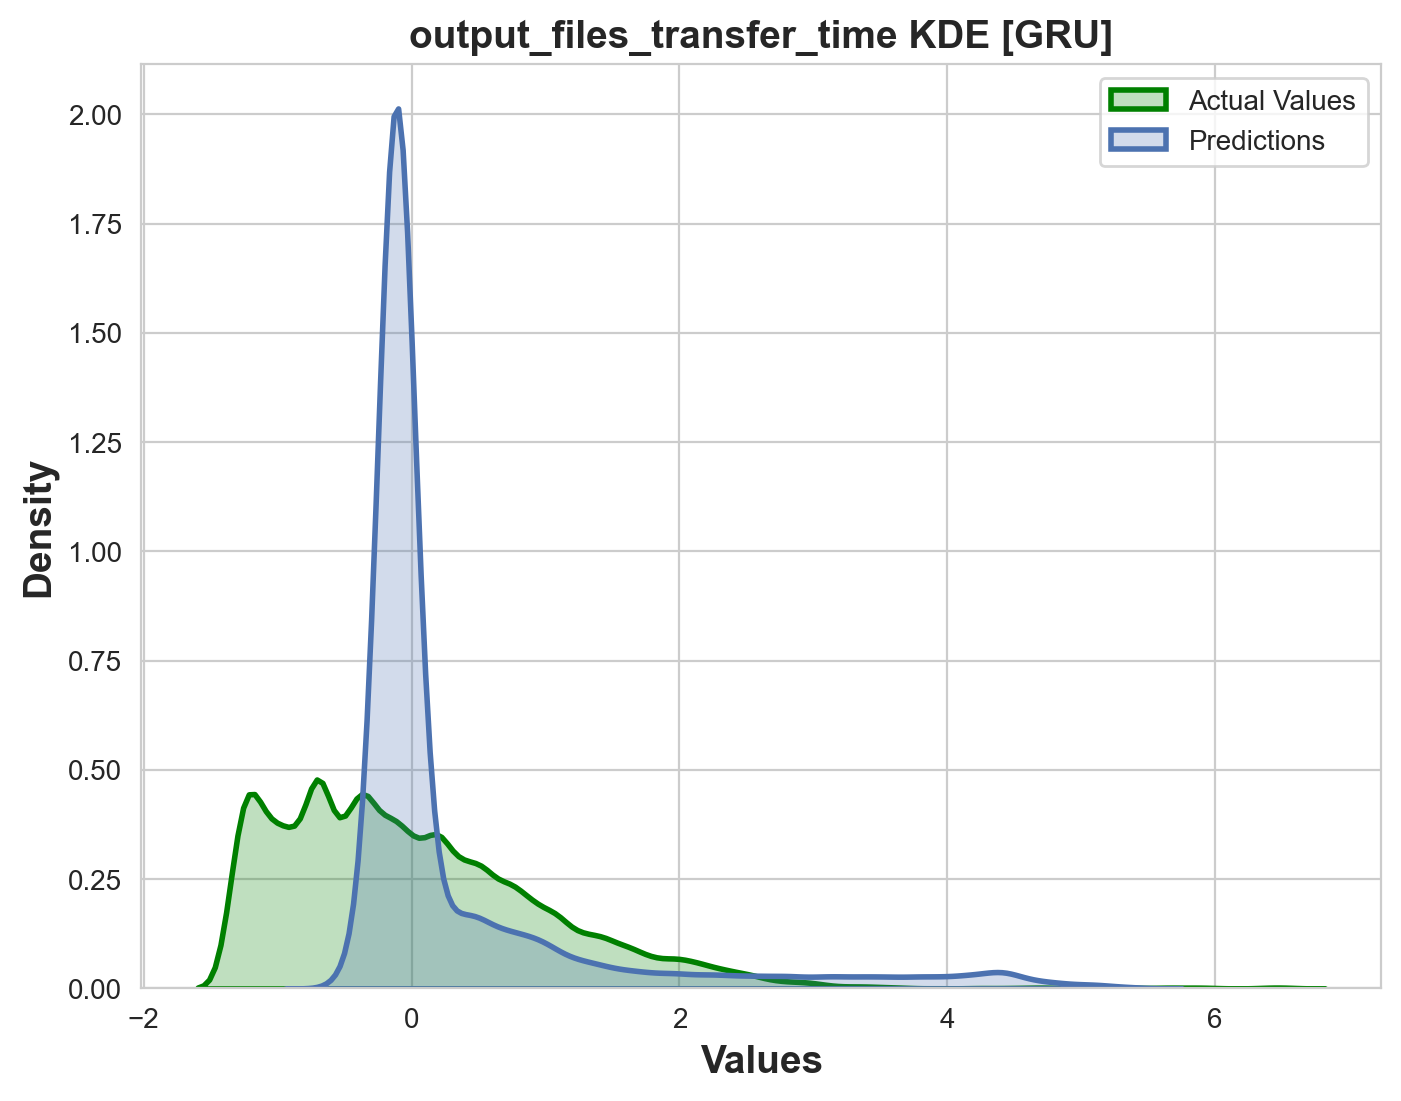 output_files_transfer_time KDE [GRU]
Actual Values
Predictions
Density
2.00
1.75
1.50
1.25
1.00
0.75
0.50
0.25
0.00
−2
0
2
4
6
Values